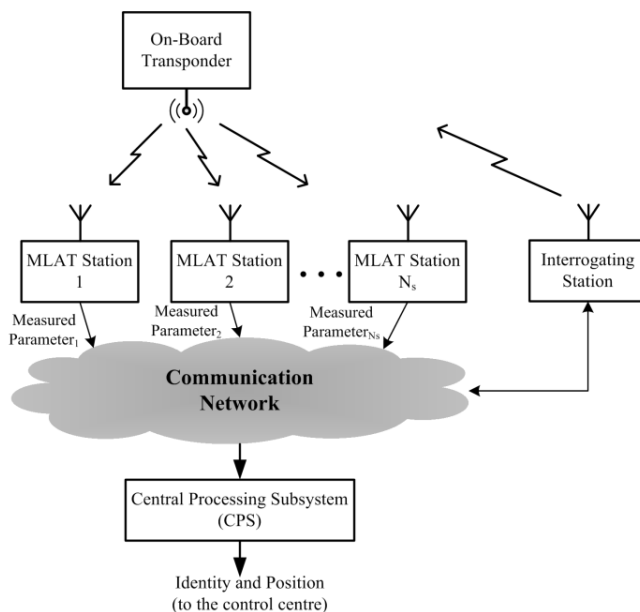 On-Board
Transponder
MLAT Station
1
MLAT Station
2
MLAT Station
Nₛ
Interrogating
Station
Measured
Parameter₁
Measured
Parameter₂
Measured
Parameter_Ns
Communication
Network
Central Processing Subsystem
(CPS)
Identity and Position
(to the control centre)